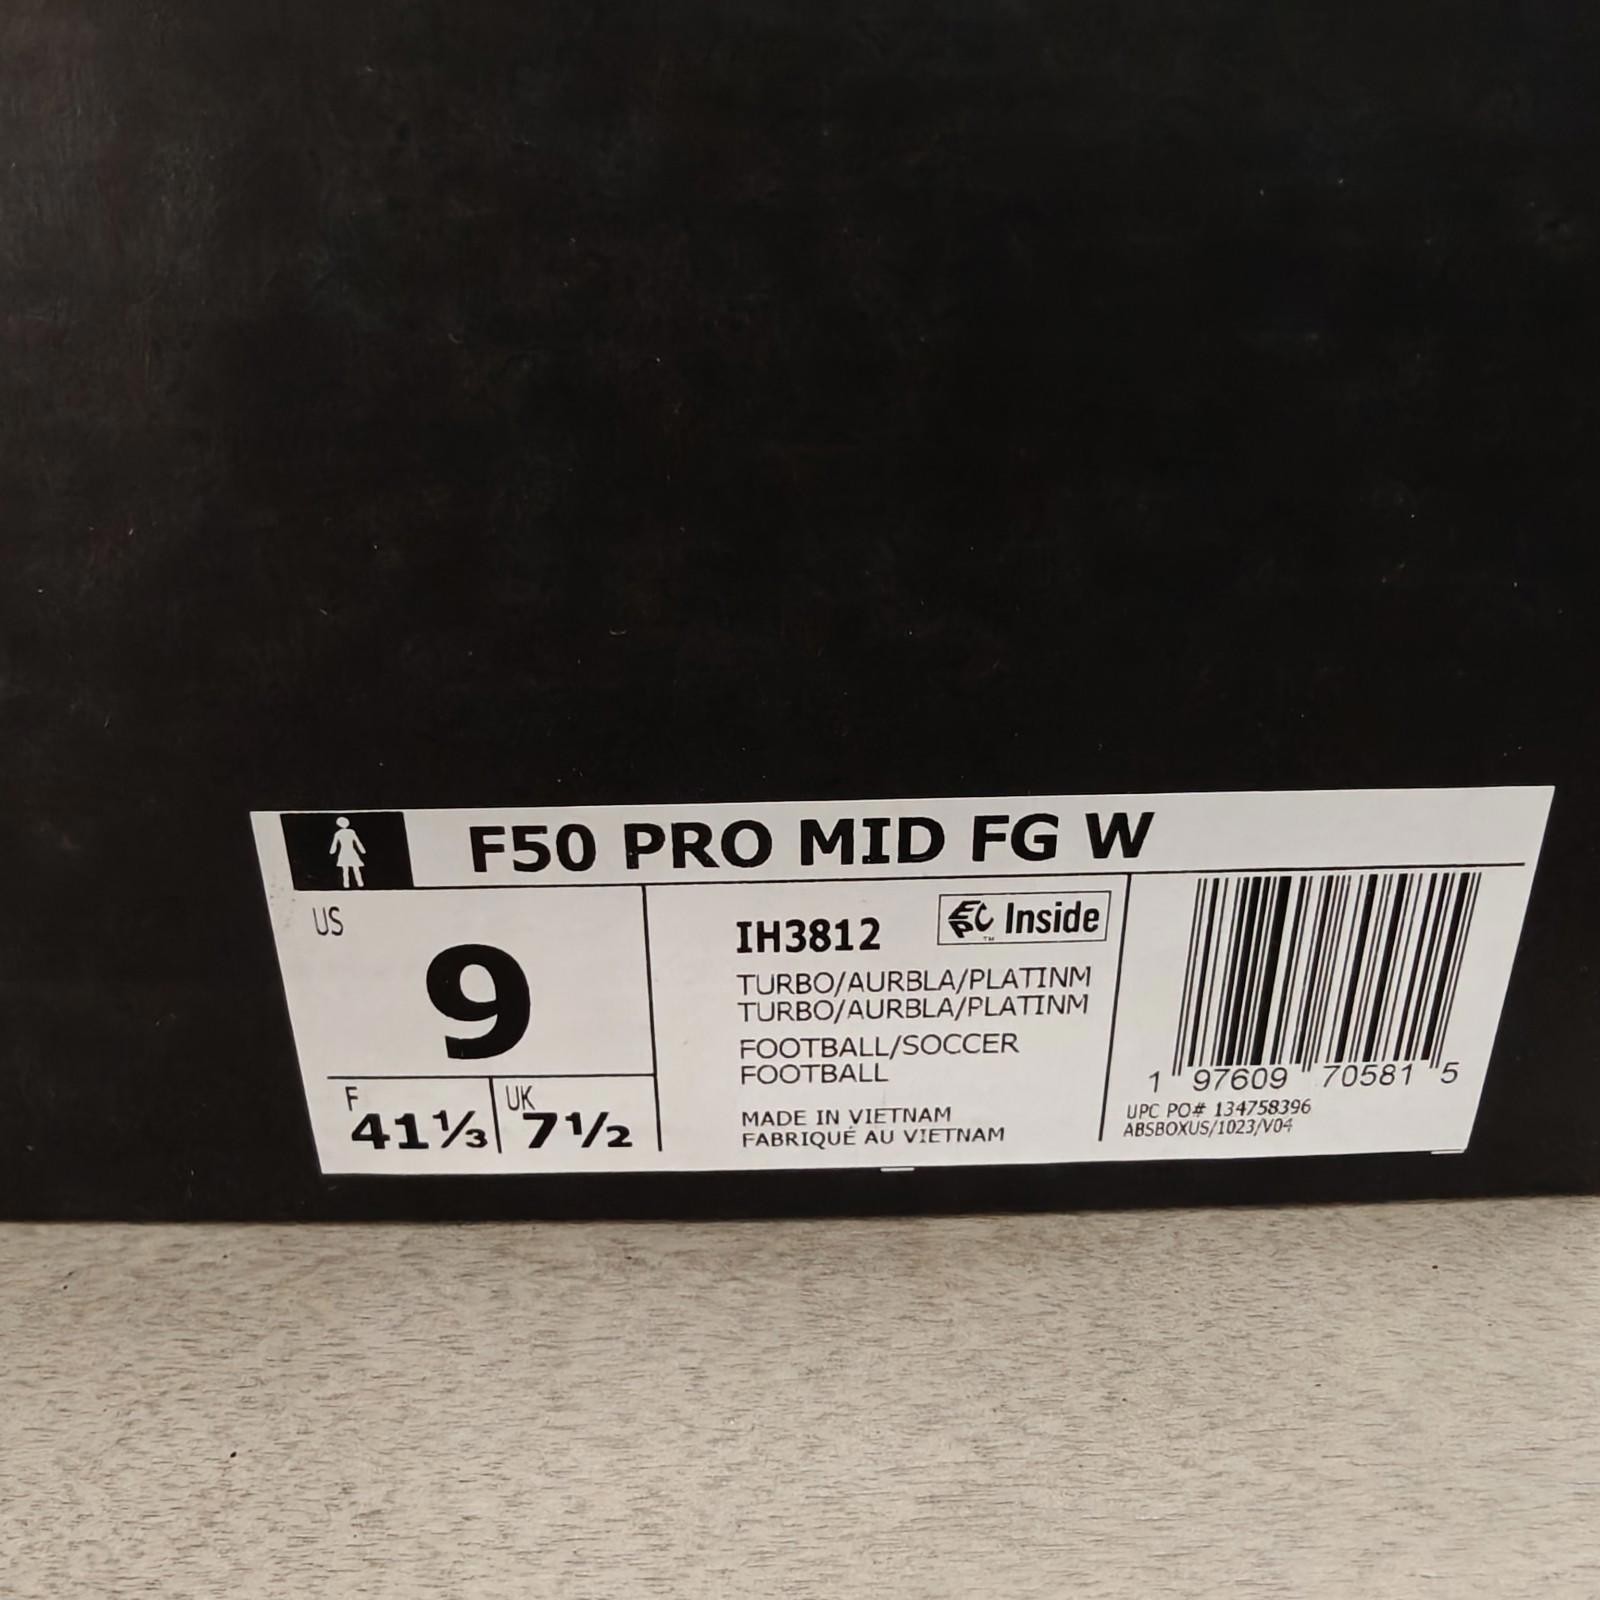 F50 PRO MID FG W
US
9
F
41⅓
UK
7½
IH3812
EPC Inside
TURBO/AURBLA/PLATINM
TURBO/AURBLA/PLATINM
FOOTBALL/SOCCER
FOOTBALL
MADE IN VIETNAM
FABRIQUÉ AU VIETNAM
1 97609 70581 5
UPC PO# 134758396
ABSBOXUS/1023/V04